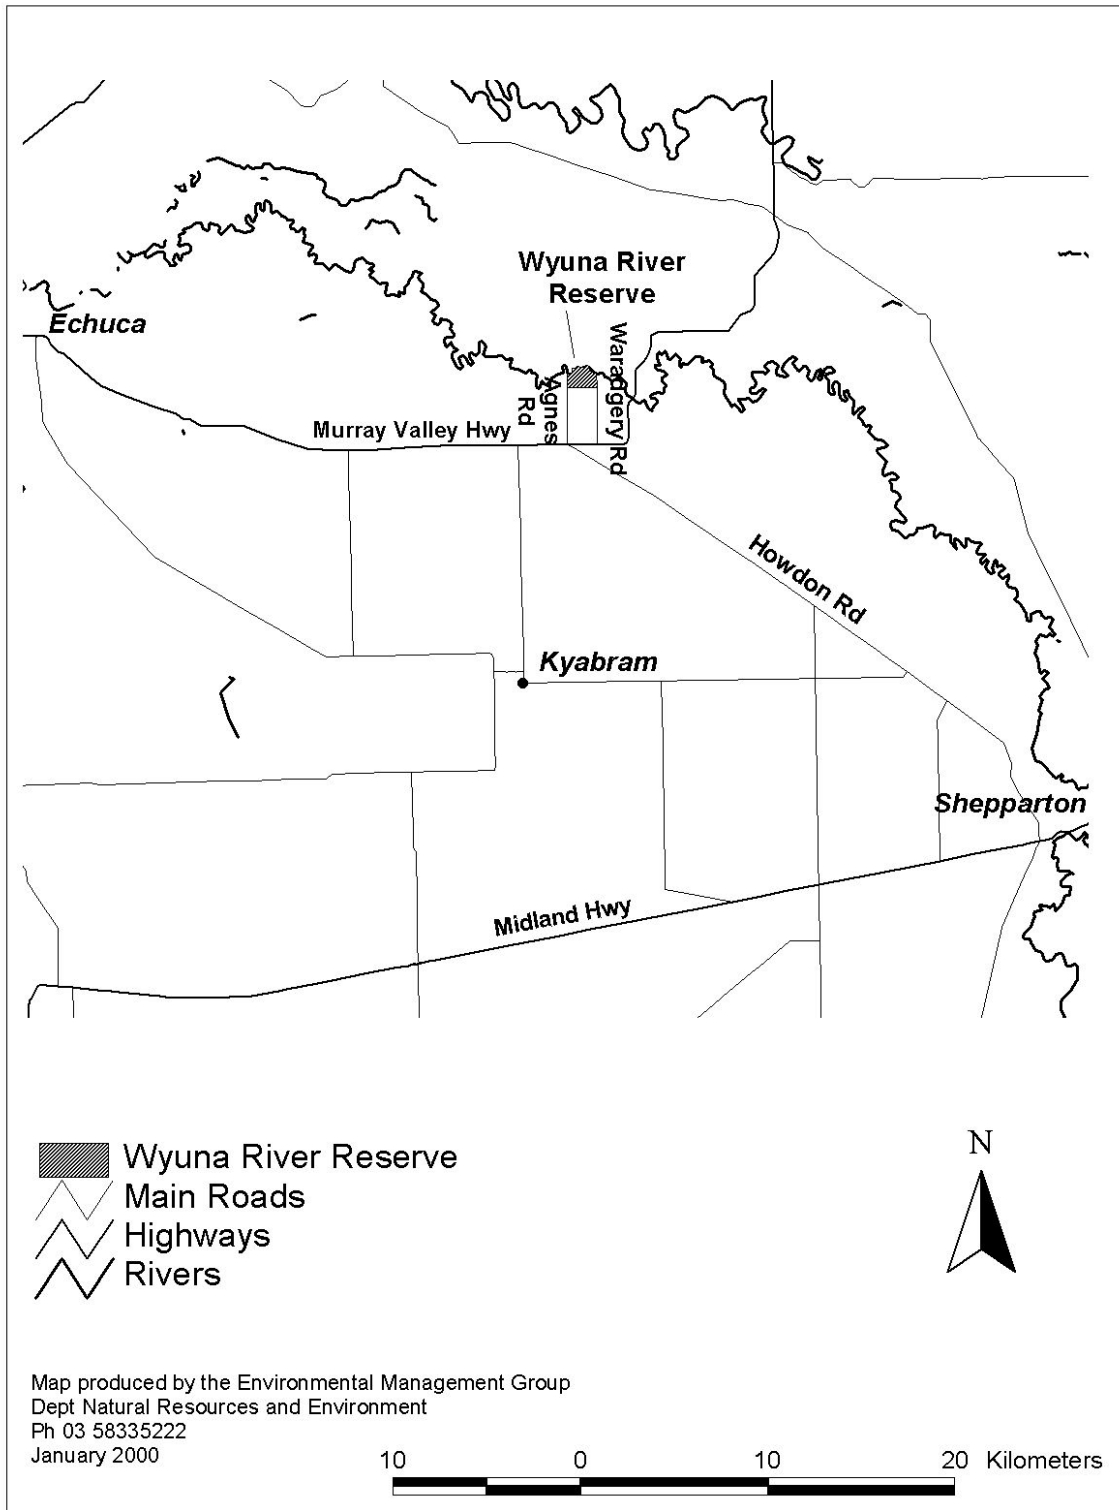 Wyuna River
Reserve
Echuca
Waradgery Rd
Agnes
Rd
Murray Valley Hwy
Howdon Rd
Kyabram
Shepparton
Midland Hwy
Wyuna River Reserve
Main Roads
Highways
Rivers
N
Map produced by the Environmental Management Group
Dept Natural Resources and Environment
Ph 03 58335222
January 2000
10 0 10 20 Kilometers